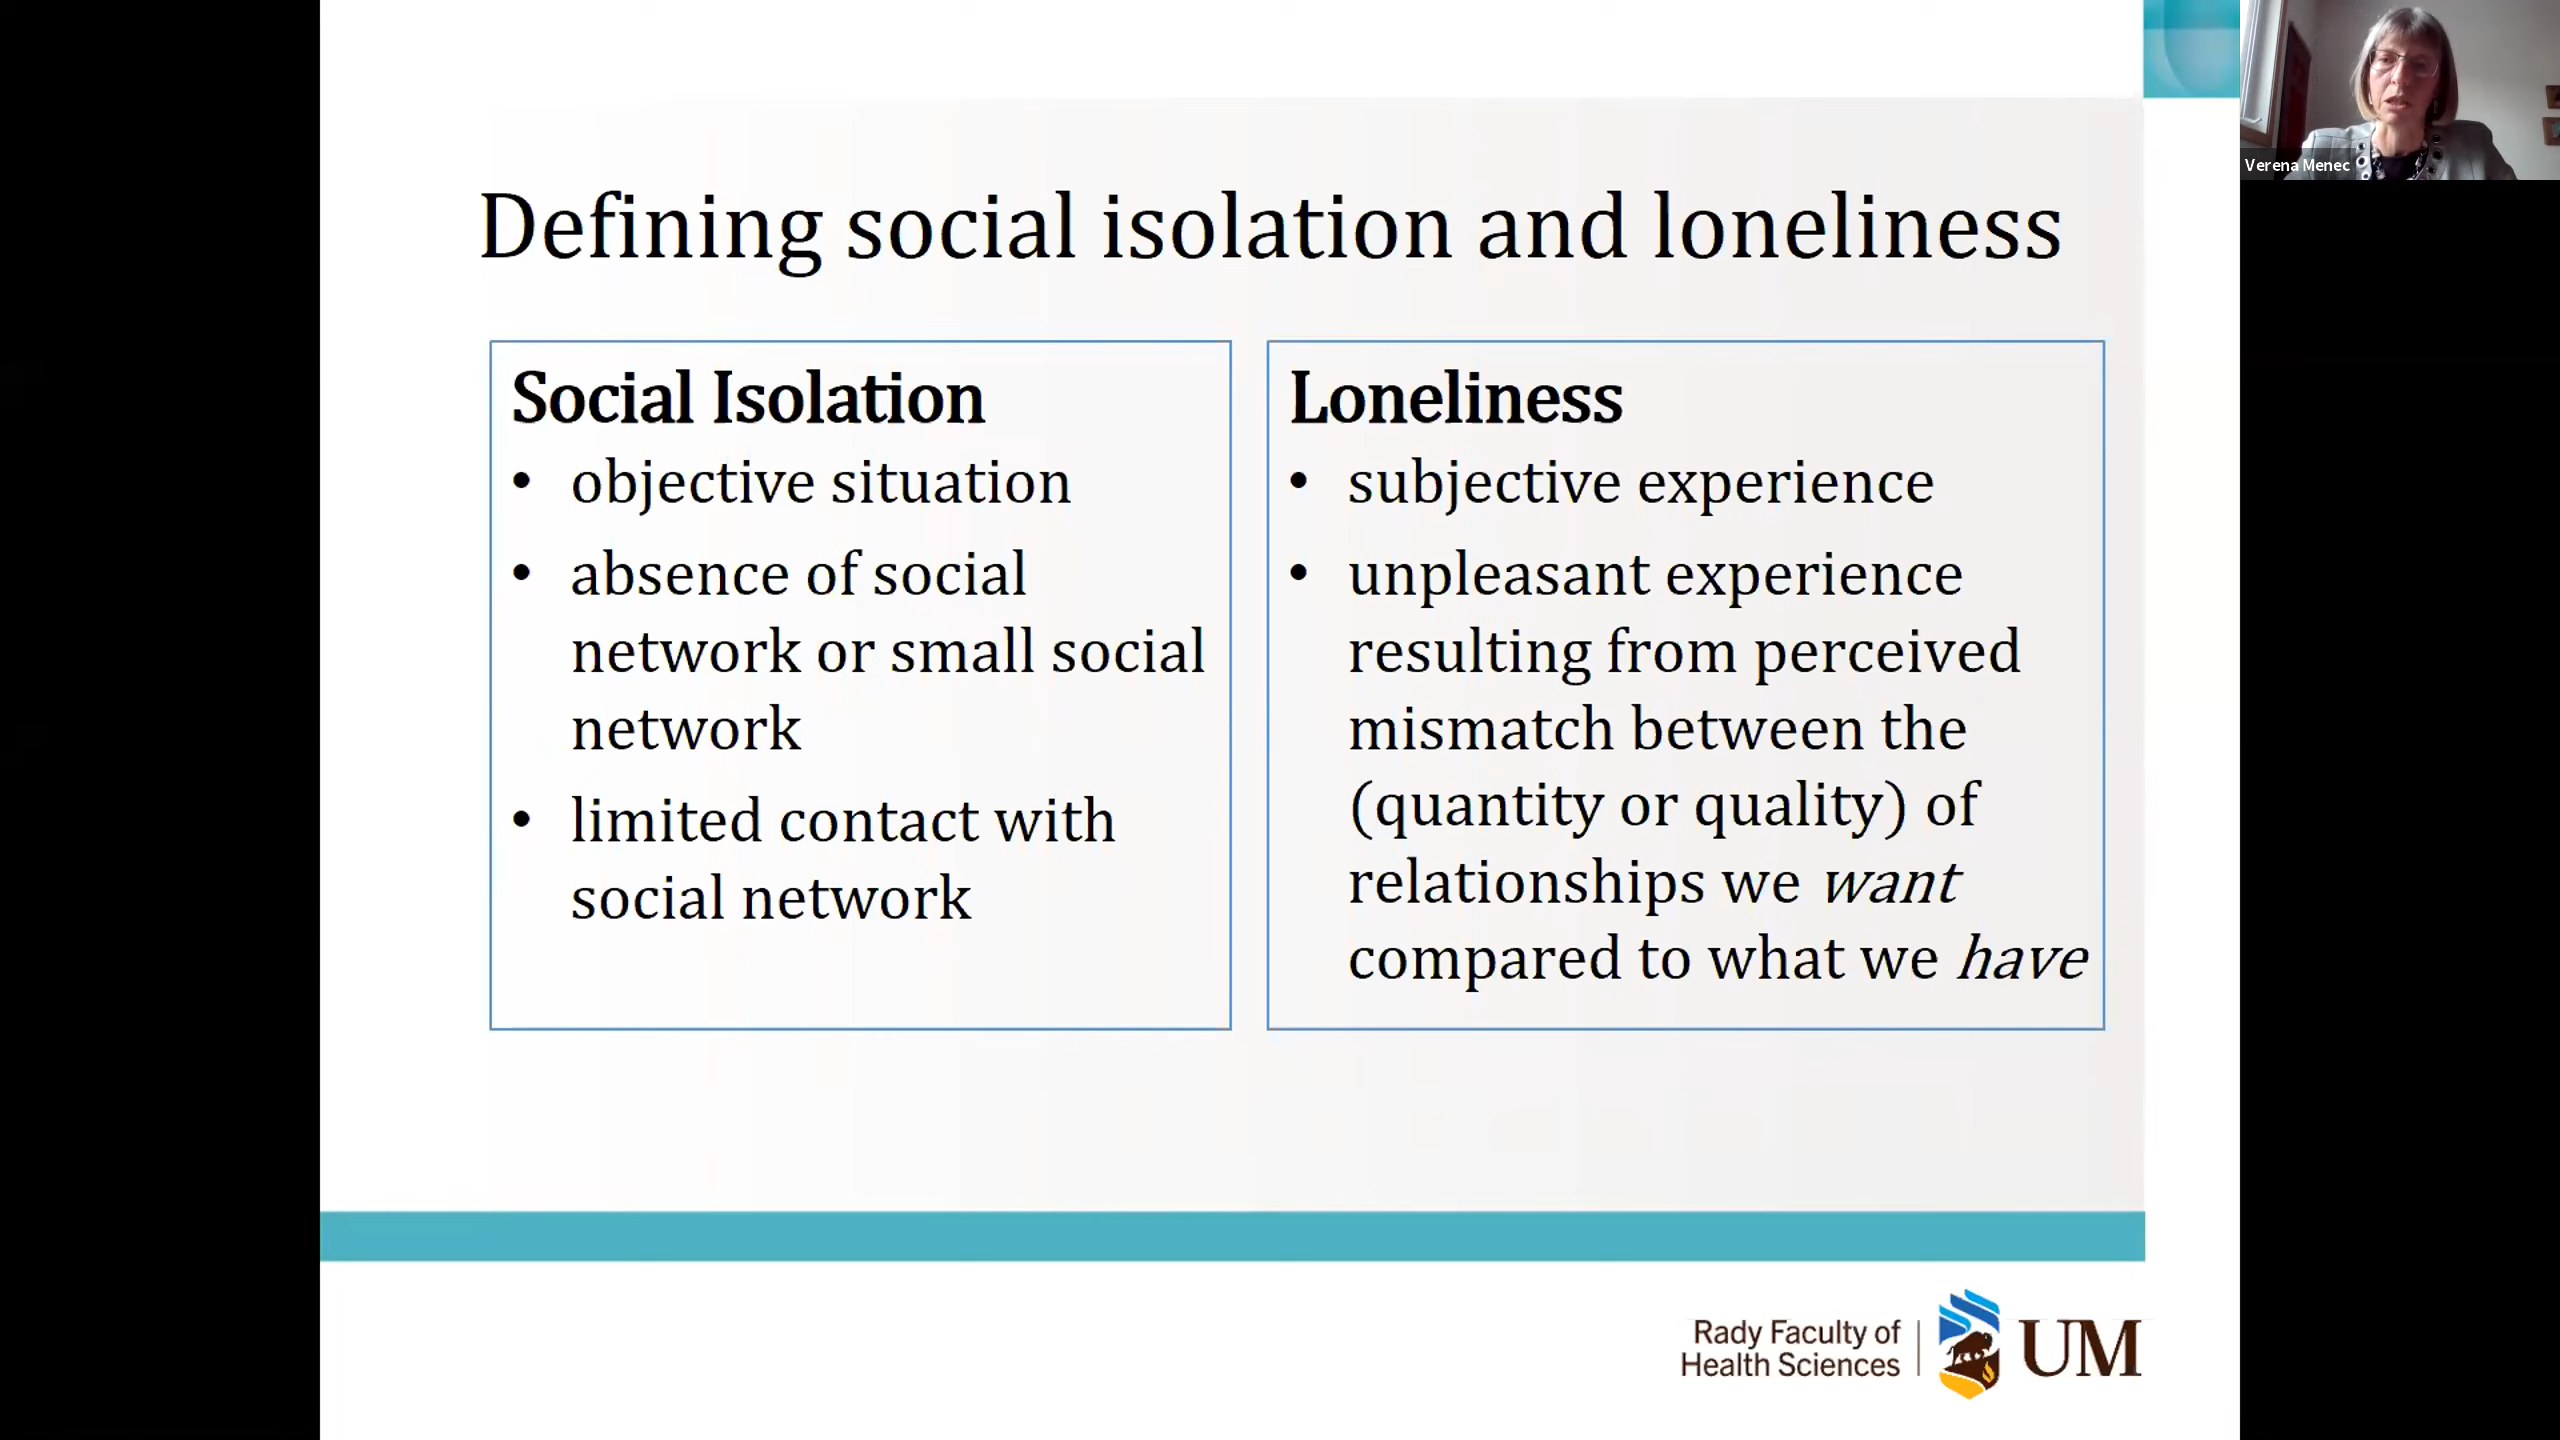 Verena Menec
Defining social isolation and loneliness
Social Isolation
• objective situation
• absence of social
network or small social
network
• limited contact with
social network
Loneliness
• subjective experience
• unpleasant experience
resulting from perceived
mismatch between the
(quantity or quality) of
relationships we want
compared to what we have
Rady Faculty of
Health Sciences
UM